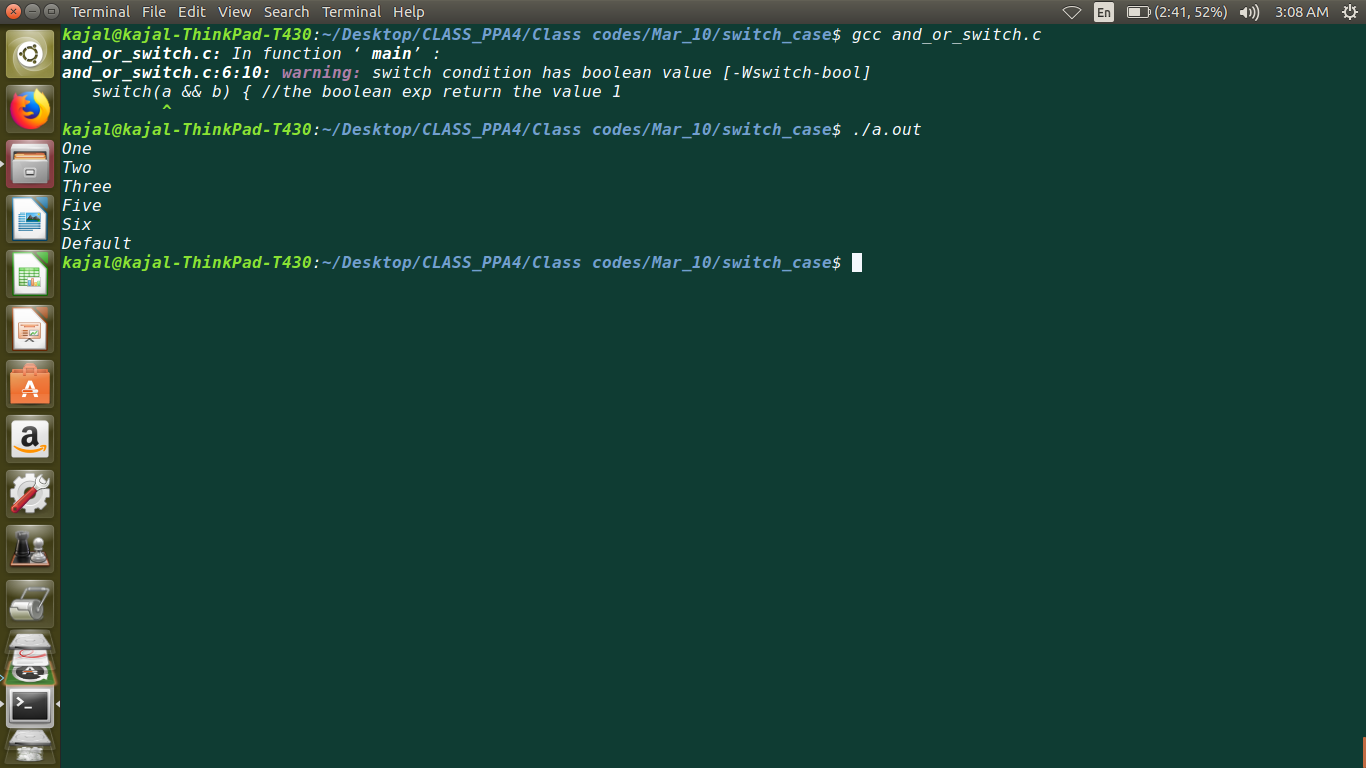 Terminal File Edit View Search Terminal Help En (2:41, 52%) 3:08 AM
kajal@kajal-ThinkPad-T430:~/Desktop/CLASS_PPA4/Class codes/Mar_10/switch_case$ gcc and_or_switch.c
and_or_switch.c: In function ‘ main’ :
and_or_switch.c:6:10: warning: switch condition has boolean value [-Wswitch-bool]
switch(a && b) { //the boolean exp return the value 1
^
kajal@kajal-ThinkPad-T430:~/Desktop/CLASS_PPA4/Class codes/Mar_10/switch_case$ ./a.out
One
Two
Three
Five
Six
Default
kajal@kajal-ThinkPad-T430:~/Desktop/CLASS_PPA4/Class codes/Mar_10/switch_case$